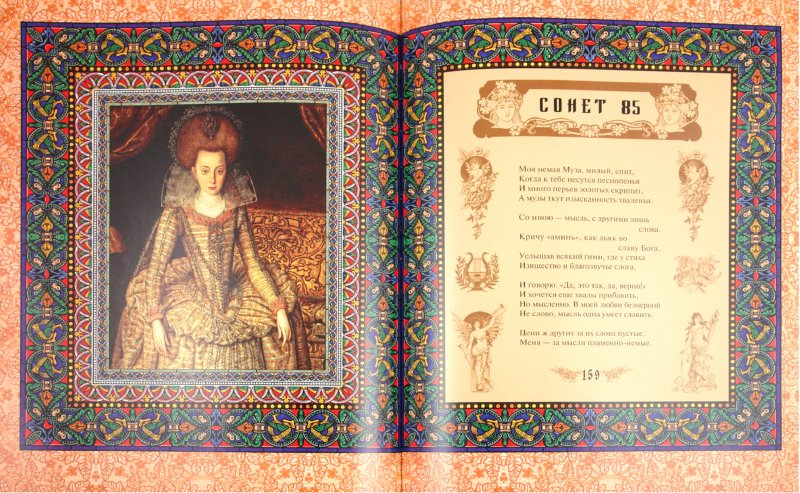 СОНЕТ 85
Моя немая Муза, милый, спит,
Когда к тебе несутся песнопенья
И много перьев золотых скрипит,
А музы ткут изысканность хваленья.
Со мною — мысль, с другими лишь
слова.
Кричу «аминь», как дьяк во
славу Бога,
Услышав всякий гимн, где у стиха
Изящество и благозвучье слога,
И говорю: «Да, это так, да, верно!»
И хочется еще хвалы прибавить,
Но мысленно. В моей любви безмерной
Не слово, мысль одна умеет славить.
Цени ж других за их слова пустые,
Меня — за мысли пламенно-немые.
159